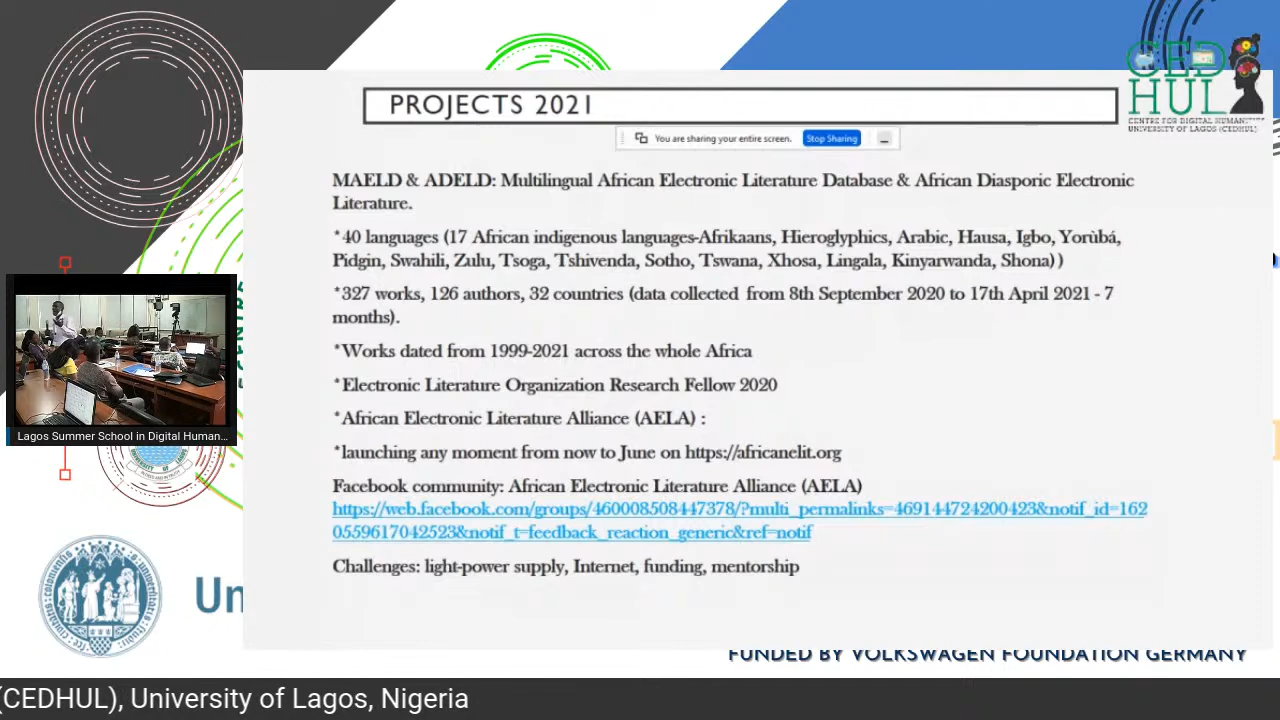 PROJECTS 2021
You are sharing your entire screen. Stop Sharing
MAELD & ADELD: Multilingual African Electronic Literature Database & African Diasporic Electronic
Literature.
*40 languages (17 African indigenous languages-Afrikaans, Hieroglyphics, Arabic, Hausa, Igbo, Yorùbá,
Pidgin, Swahili, Zulu, Tsoga, Tshivenda, Sotho, Tswana, Xhosa, Lingala, Kinyarwanda, Shona))
*327 works, 126 authors, 32 countries (data collected from 8th September 2020 to 17th April 2021 - 7
months).
*Works dated from 1999-2021 across the whole Africa
*Electronic Literature Organization Research Fellow 2020
*African Electronic Literature Alliance (AELA) :
*launching any moment from now to June on https://africanelit.org
Facebook community: African Electronic Literature Alliance (AELA)
https://web.facebook.com/groups/460008508447378/?multi_permalinks=469144724200423&notif_id=162
0559617042523&notif_t=feedback_reaction_generic&ref=notif
Challenges: light-power supply, Internet, funding, mentorship
CED
HUL
CENTRE FOR DIGITAL HUMANITIES
UNIVERSITY OF LAGOS (CEDHUL)
Lagos Summer School in Digital Human...
Un
FUNDED BY VOLKSWAGEN FOUNDATION GERMANY
(CEDHUL), University of Lagos, Nigeria